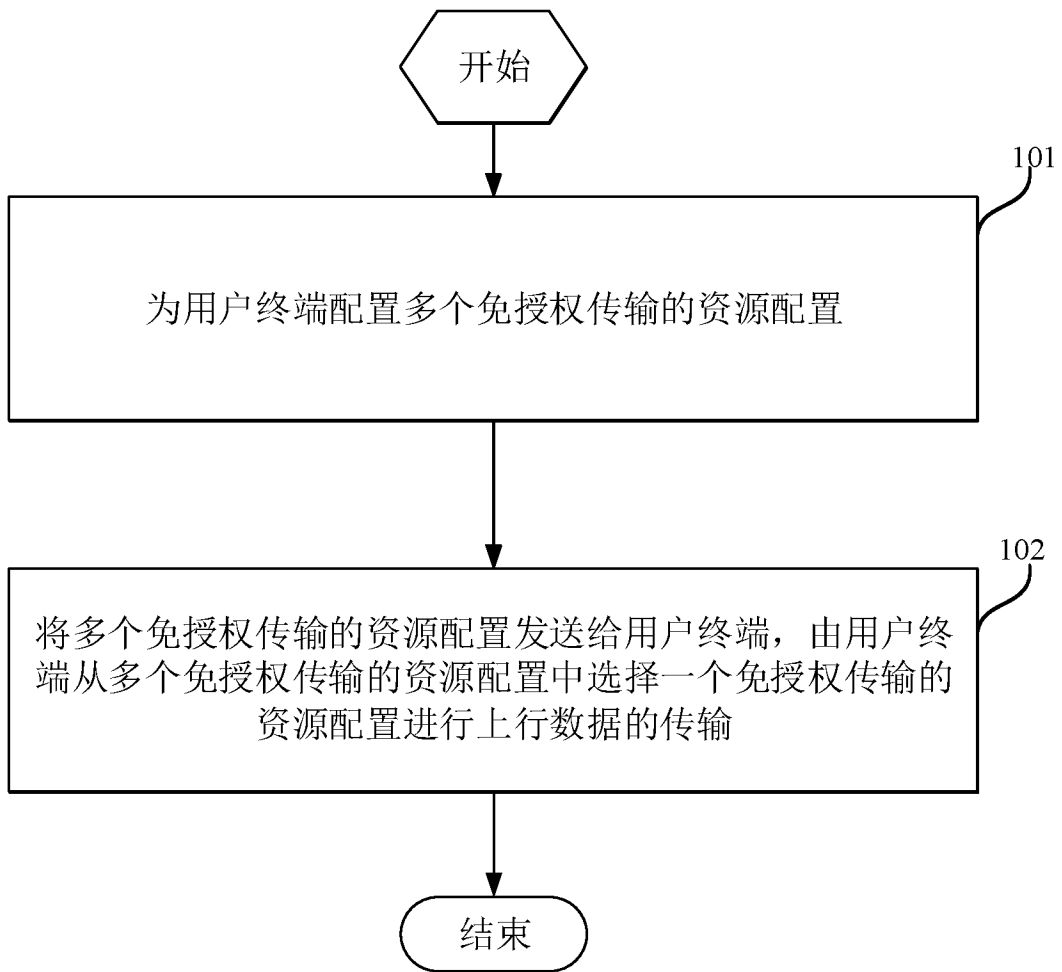 开始
101
为用户终端配置多个免授权传输的资源配置
102
将多个免授权传输的资源配置发送给用户终端，由用户终
端从多个免授权传输的资源配置中选择一个免授权传输的
资源配置进行上行数据的传输
结束